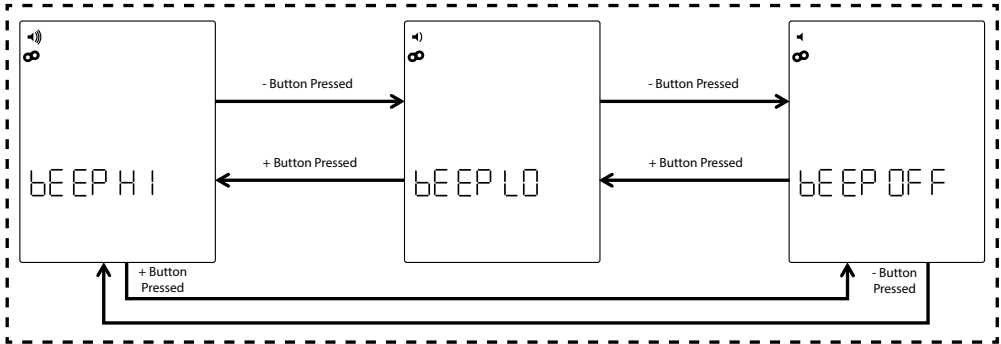 - Button Pressed
- Button Pressed
+ Button Pressed
+ Button Pressed
bEEP HI
bEEP LO
bEEP OFF
+ Button
Pressed
- Button
Pressed